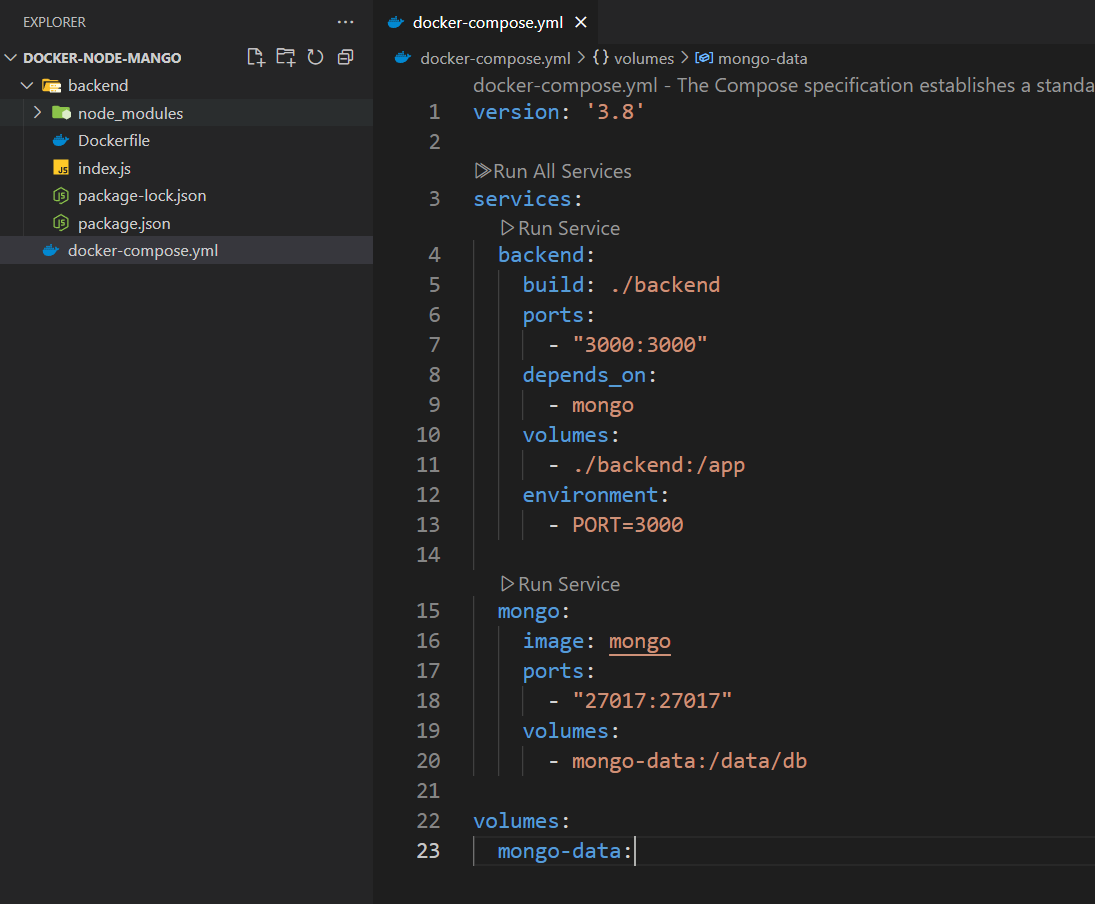 EXPLORER
DOCKER-NODE-MANGO
backend
node_modules
Dockerfile
JS index.js
JS package-lock.json
JS package.json
docker-compose.yml
docker-compose.yml
docker-compose.yml > {} volumes > mongo-data
docker-compose.yml - The Compose specification establishes a standa
1 version: '3.8'
2
Run All Services
3 services:
Run Service
4   backend:
5     build: ./backend
6     ports:
7       - "3000:3000"
8     depends_on:
9       - mongo
10     volumes:
11       - ./backend:/app
12     environment:
13       - PORT=3000
14
Run Service
15   mongo:
16     image: mongo
17     ports:
18       - "27017:27017"
19     volumes:
20       - mongo-data:/data/db
21
22 volumes:
23   mongo-data: